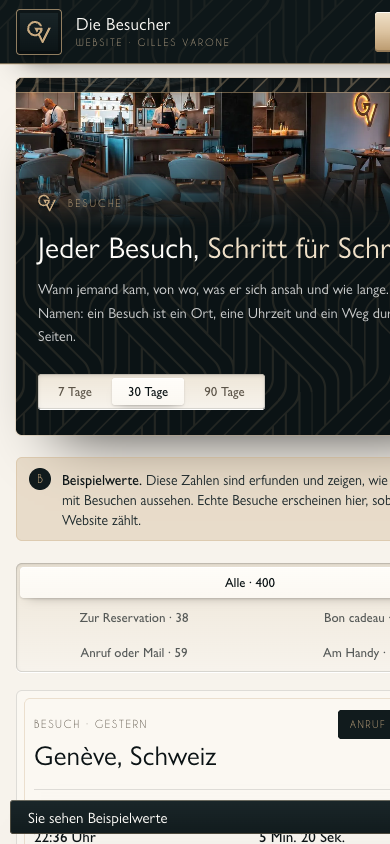 GV
Die Besucher
WEBSITE · GILLES VARONE
GV
GV BESUCHE
Jeder Besuch, Schritt für Schr
Wann jemand kam, von wo, was er sich ansah und wie lange.
Namen: ein Besuch ist ein Ort, eine Uhrzeit und ein Weg dur
Seiten.
7 Tage 30 Tage 90 Tage
B
Beispielwerte. Diese Zahlen sind erfunden und zeigen, wie
mit Besuchen aussehen. Echte Besuche erscheinen hier, sob
Website zählt.
Alle · 400
Zur Reservation · 38 Bon cadeau ·
Anruf oder Mail · 59 Am Handy ·
BESUCH · GESTERN ANRUF
Genève, Schweiz
Sie sehen Beispielwerte
22:36 Uhr 5 Min. 20 Sek.